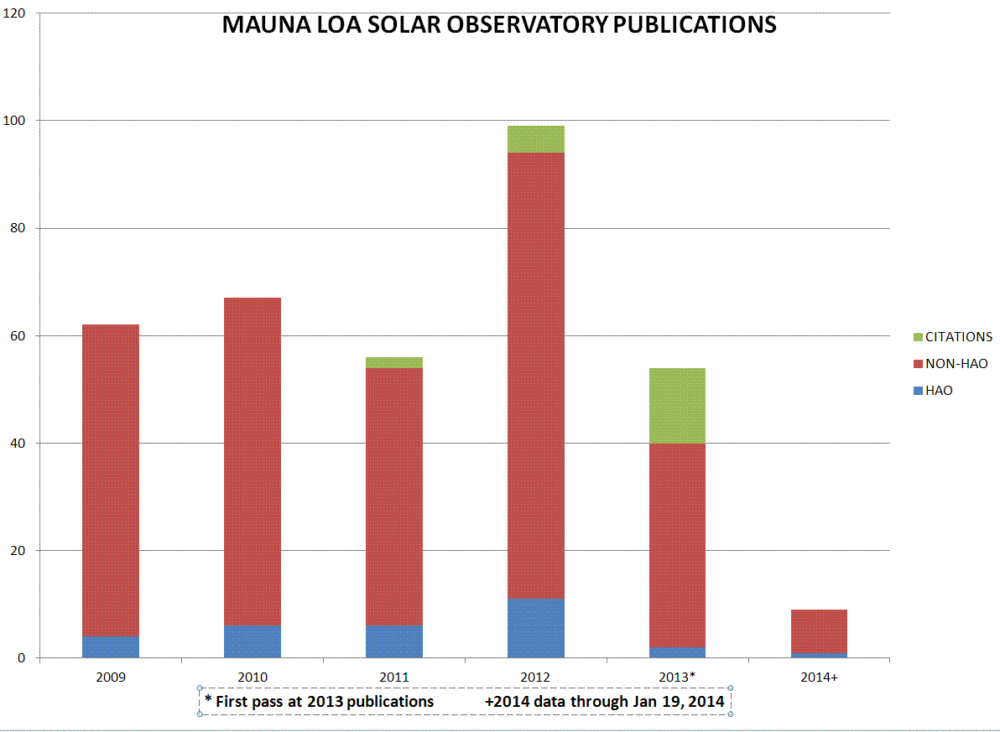 MAUNA LOA SOLAR OBSERVATORY PUBLICATIONS
120
100
80
60
40
20
0
2009 2010 2011 2012 2013* 2014+
CITATIONS
NON-HAO
HAO
* First pass at 2013 publications +2014 data through Jan 19, 2014